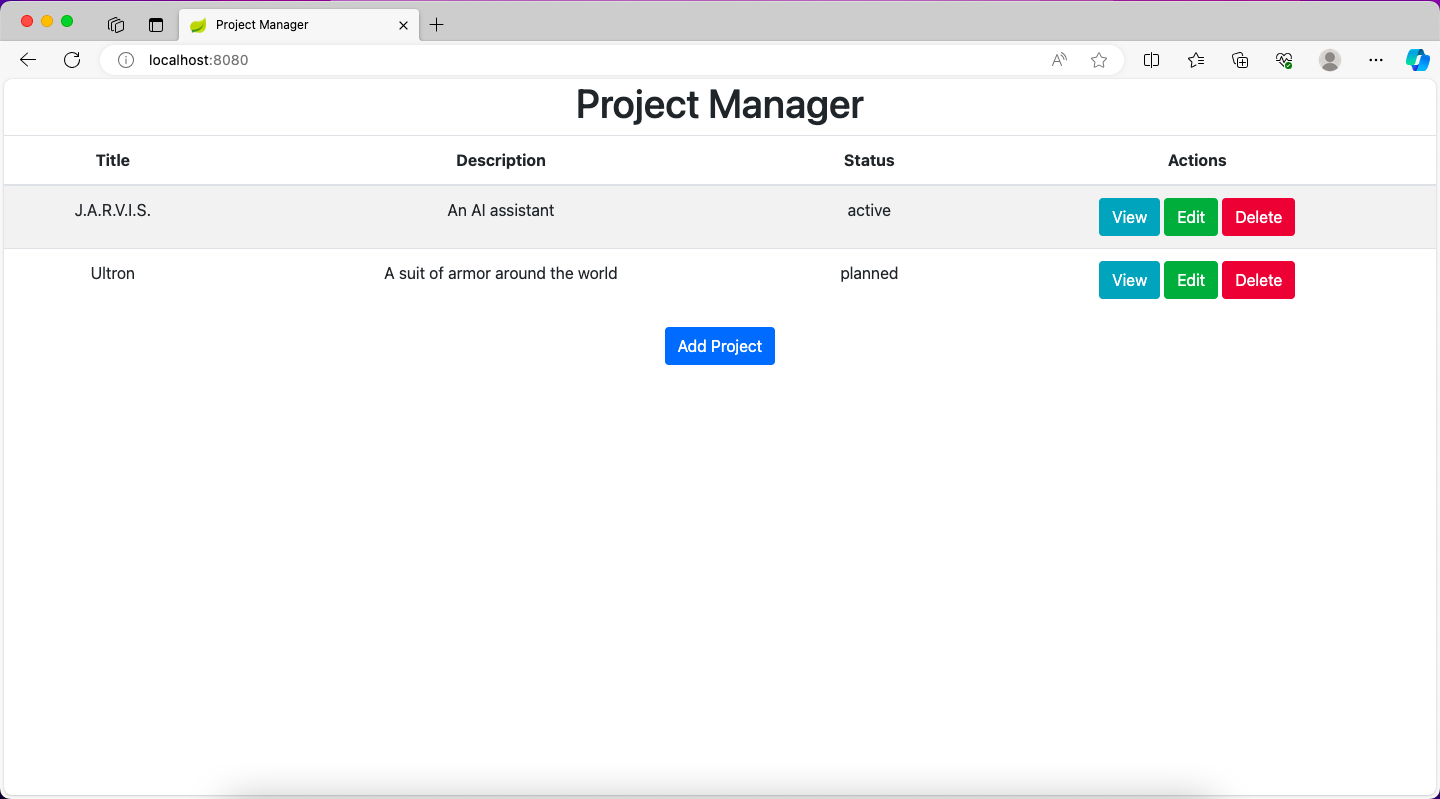 Project Manager
localhost:8080
Project Manager
Title Description Status Actions
J.A.R.V.I.S. An AI assistant active View Edit Delete
Ultron A suit of armor around the world planned View Edit Delete
Add Project